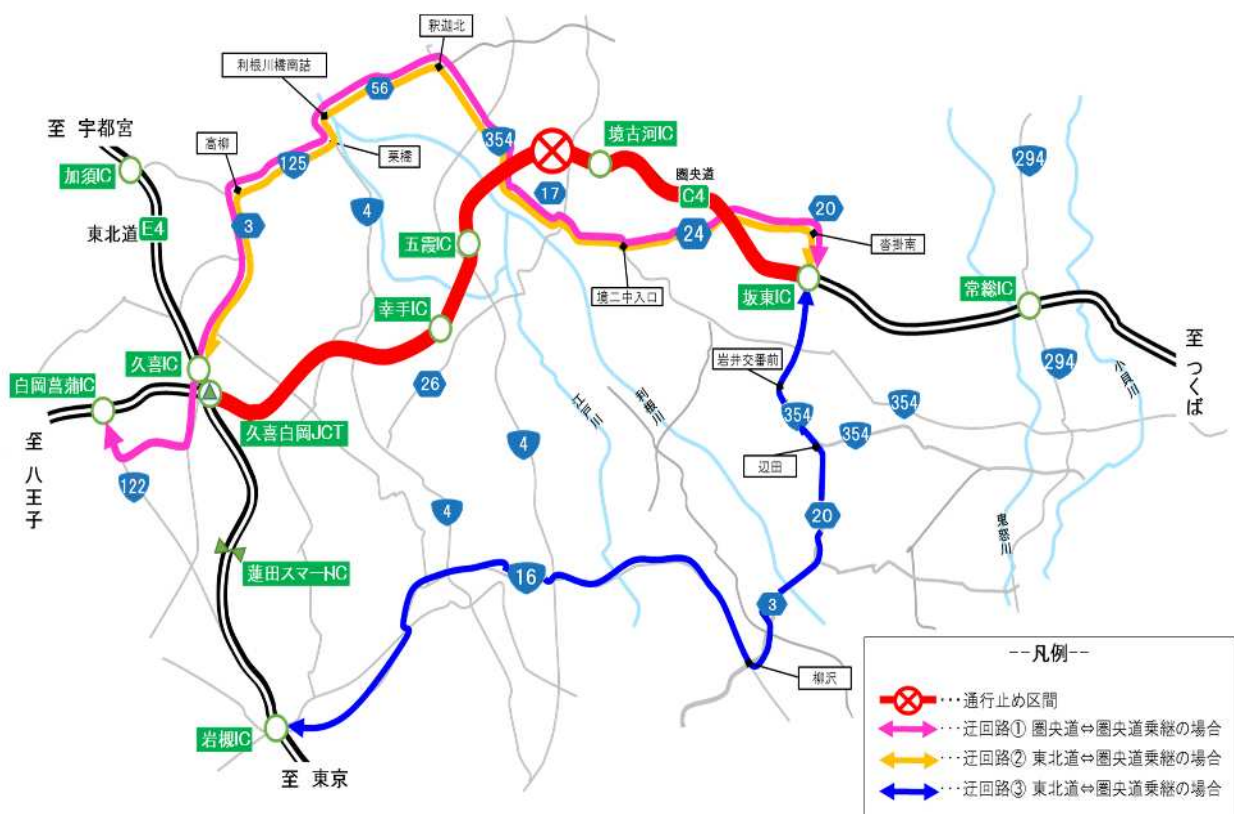 釈迦北
利根川橋南詰
56
至 宇都宮
高柳
354
境古河IC
125
栗橋
294
加須IC
圏央道
C4
17
20
東北道
E4
3
4
24
沓掛南
五霞IC
境二中入口
幸手IC
坂東IC
常総IC
至 つくば
久喜IC
岩井交番前
294
小貝川
白岡菖蒲IC
26
江戸川
利根川
354
354
354
久喜白岡JCT
至 八王子
4
辺田
122
4
20
鬼怒川
蓮田スマートIC
16
3
柳沢
岩槻IC
至 東京
--凡例--
･･･通行止め区間
･･･迂回路① 圏央道⇔圏央道乗継の場合
･･･迂回路② 東北道⇔圏央道乗継の場合
･･･迂回路③ 東北道⇔圏央道乗継の場合